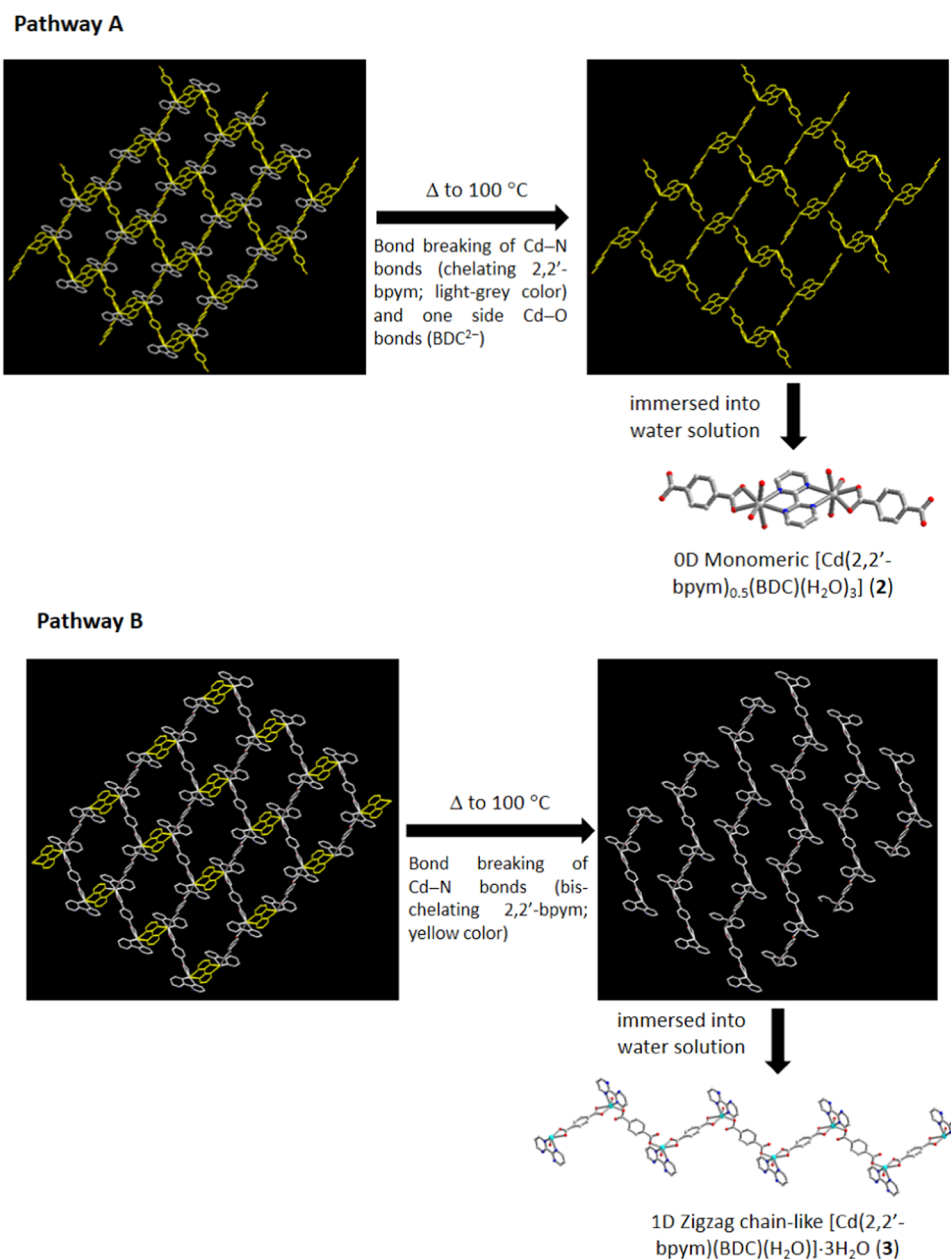 Pathway A
Δ to 100 °C
Bond breaking of Cd–N
bonds (chelating 2,2’-
bpym; light-grey color)
and one side Cd–O
bonds (BDC²⁻)
immersed into
water solution
0D Monomeric [Cd(2,2’-
bpym)₀.₅(BDC)(H₂O)₃] (2)
Pathway B
Δ to 100 °C
Bond breaking of
Cd–N bonds (bis-
chelating 2,2’-bpym;
yellow color)
immersed into
water solution
1D Zigzag chain-like [Cd(2,2’-
bpym)(BDC)(H₂O)]·3H₂O (3)